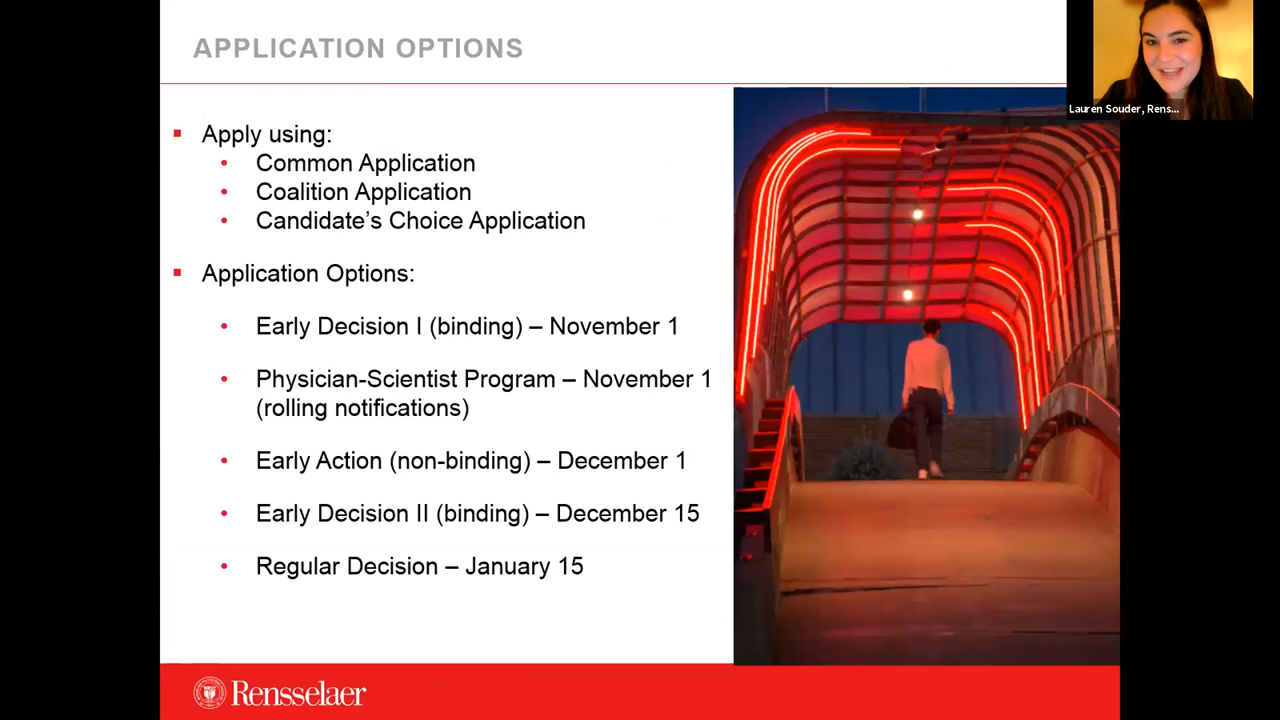 APPLICATION OPTIONS
Lauren Souder, Rens...
Apply using:
Common Application
Coalition Application
Candidate’s Choice Application
Application Options:
Early Decision I (binding) – November 1
Physician-Scientist Program – November 1
(rolling notifications)
Early Action (non-binding) – December 1
Early Decision II (binding) – December 15
Regular Decision – January 15
Rensselaer